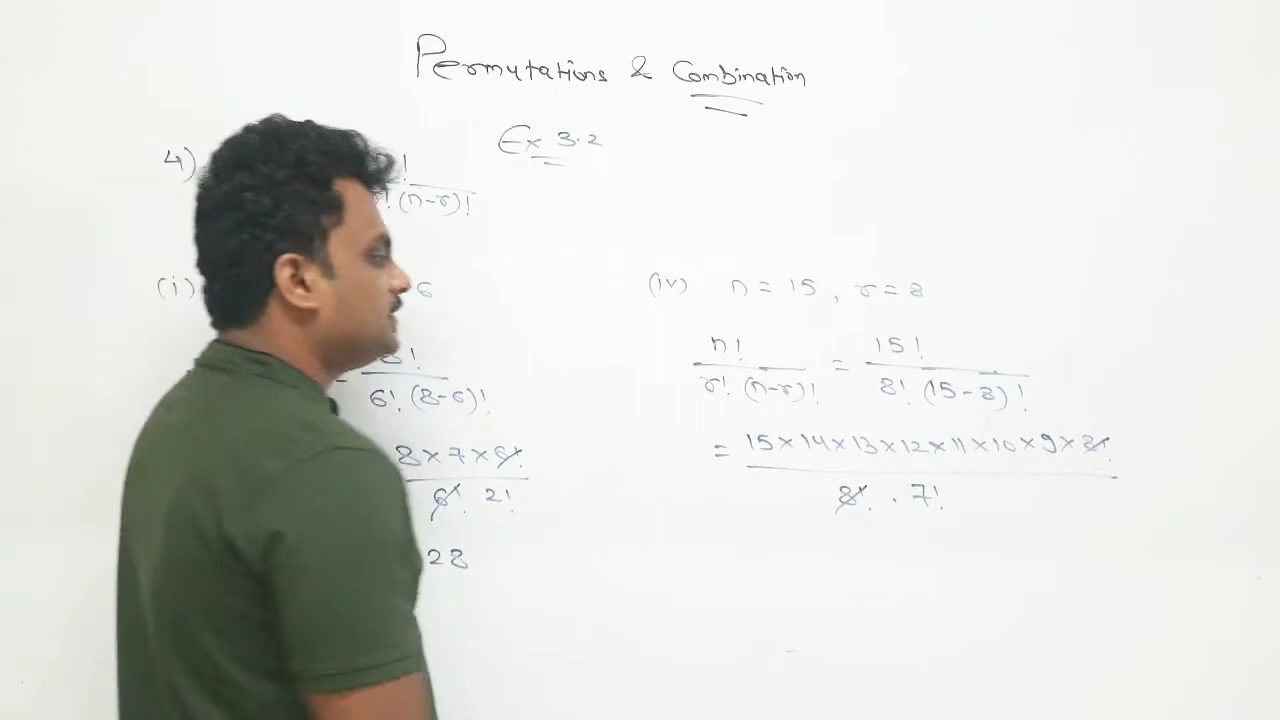 Permutations & Combination
Ex 3.2
4)
!
!(n-r)!
(i)
6
8!
6!(8-6)!
8×7×6!
6! 2!
28
(iv) n = 15, r = 8
n! / r!(n-r)! = 15! / 8!(15-8)!
= 15×14×13×12×11×10×9×8! / 8! . 7!